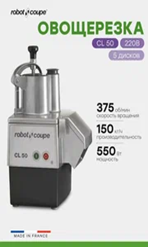 robot coupe
ОВОЩЕРЕЗКА
CL 50
220В
5 дисков
375 об/мин
скорость вращения
150 кг/ч
производительность
550 Вт
мощность
robot coupe
CL 50
MADE IN FRANCE